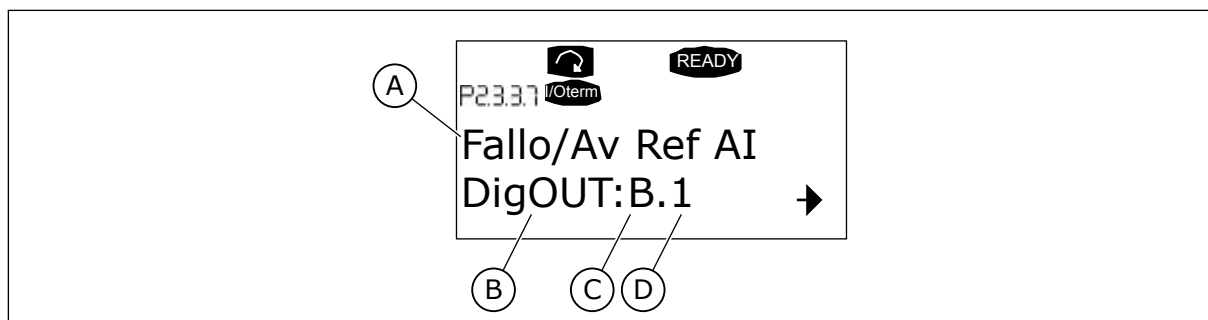 READY
P2.3.3.7 I/Oterm
A
Fallo/Av Ref AI
DigOUT:B.1
B C D